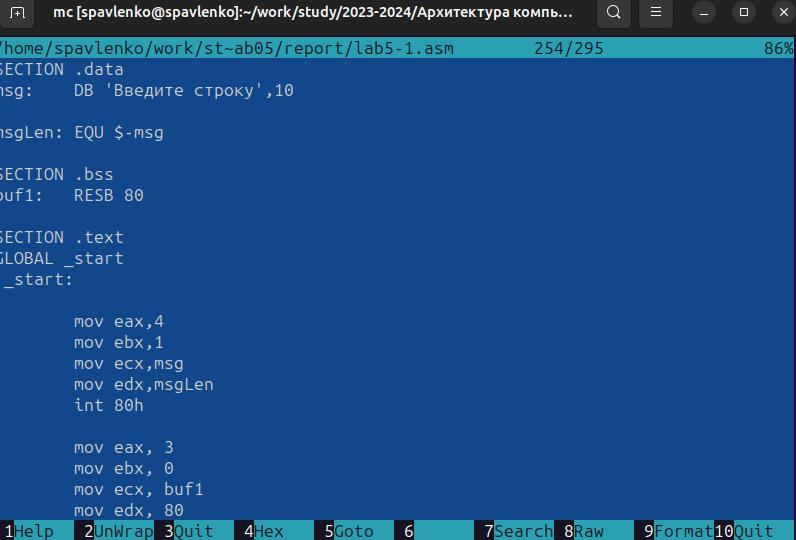 mc [spavlenko@spavlenko]:~/work/study/2023-2024/Архитектура компь...
/home/spavlenko/work/st~ab05/report/lab5-1.asm 254/295 86%
SECTION .data
msg: DB 'Введите строку',10
msgLen: EQU $-msg
SECTION .bss
buf1: RESB 80
SECTION .text
GLOBAL _start
_start:
mov eax,4
mov ebx,1
mov ecx,msg
mov edx,msgLen
int 80h
mov eax, 3
mov ebx, 0
mov ecx, buf1
mov edx, 80
1Help 2UnWrap 3Quit 4Hex 5Goto 6 7Search 8Raw 9Format 10Quit